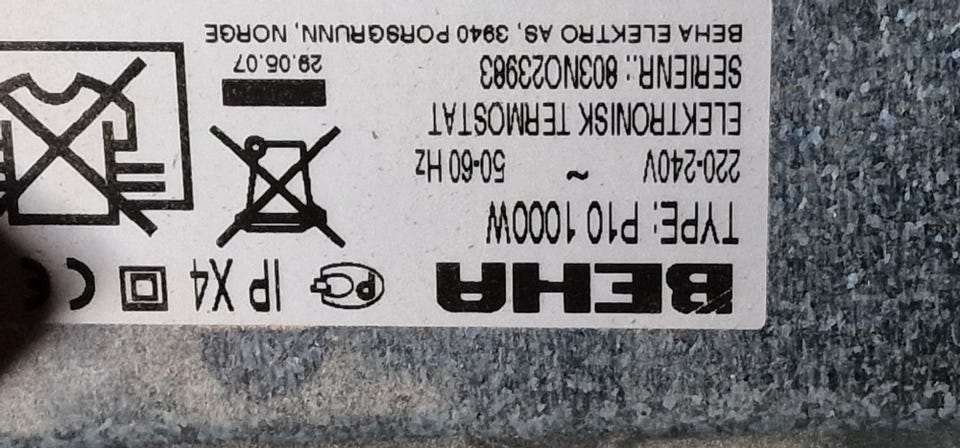 BEHA
IP X4
CE
TYPE: P10 1000W
220-240V ~ 50-60 Hz
ELEKTRONISK TERMOSTAT
SERIENR.: 803NO23983
29.05.07
BEHA ELEKTRO AS, 3940 PORSGRUNN, NORGE